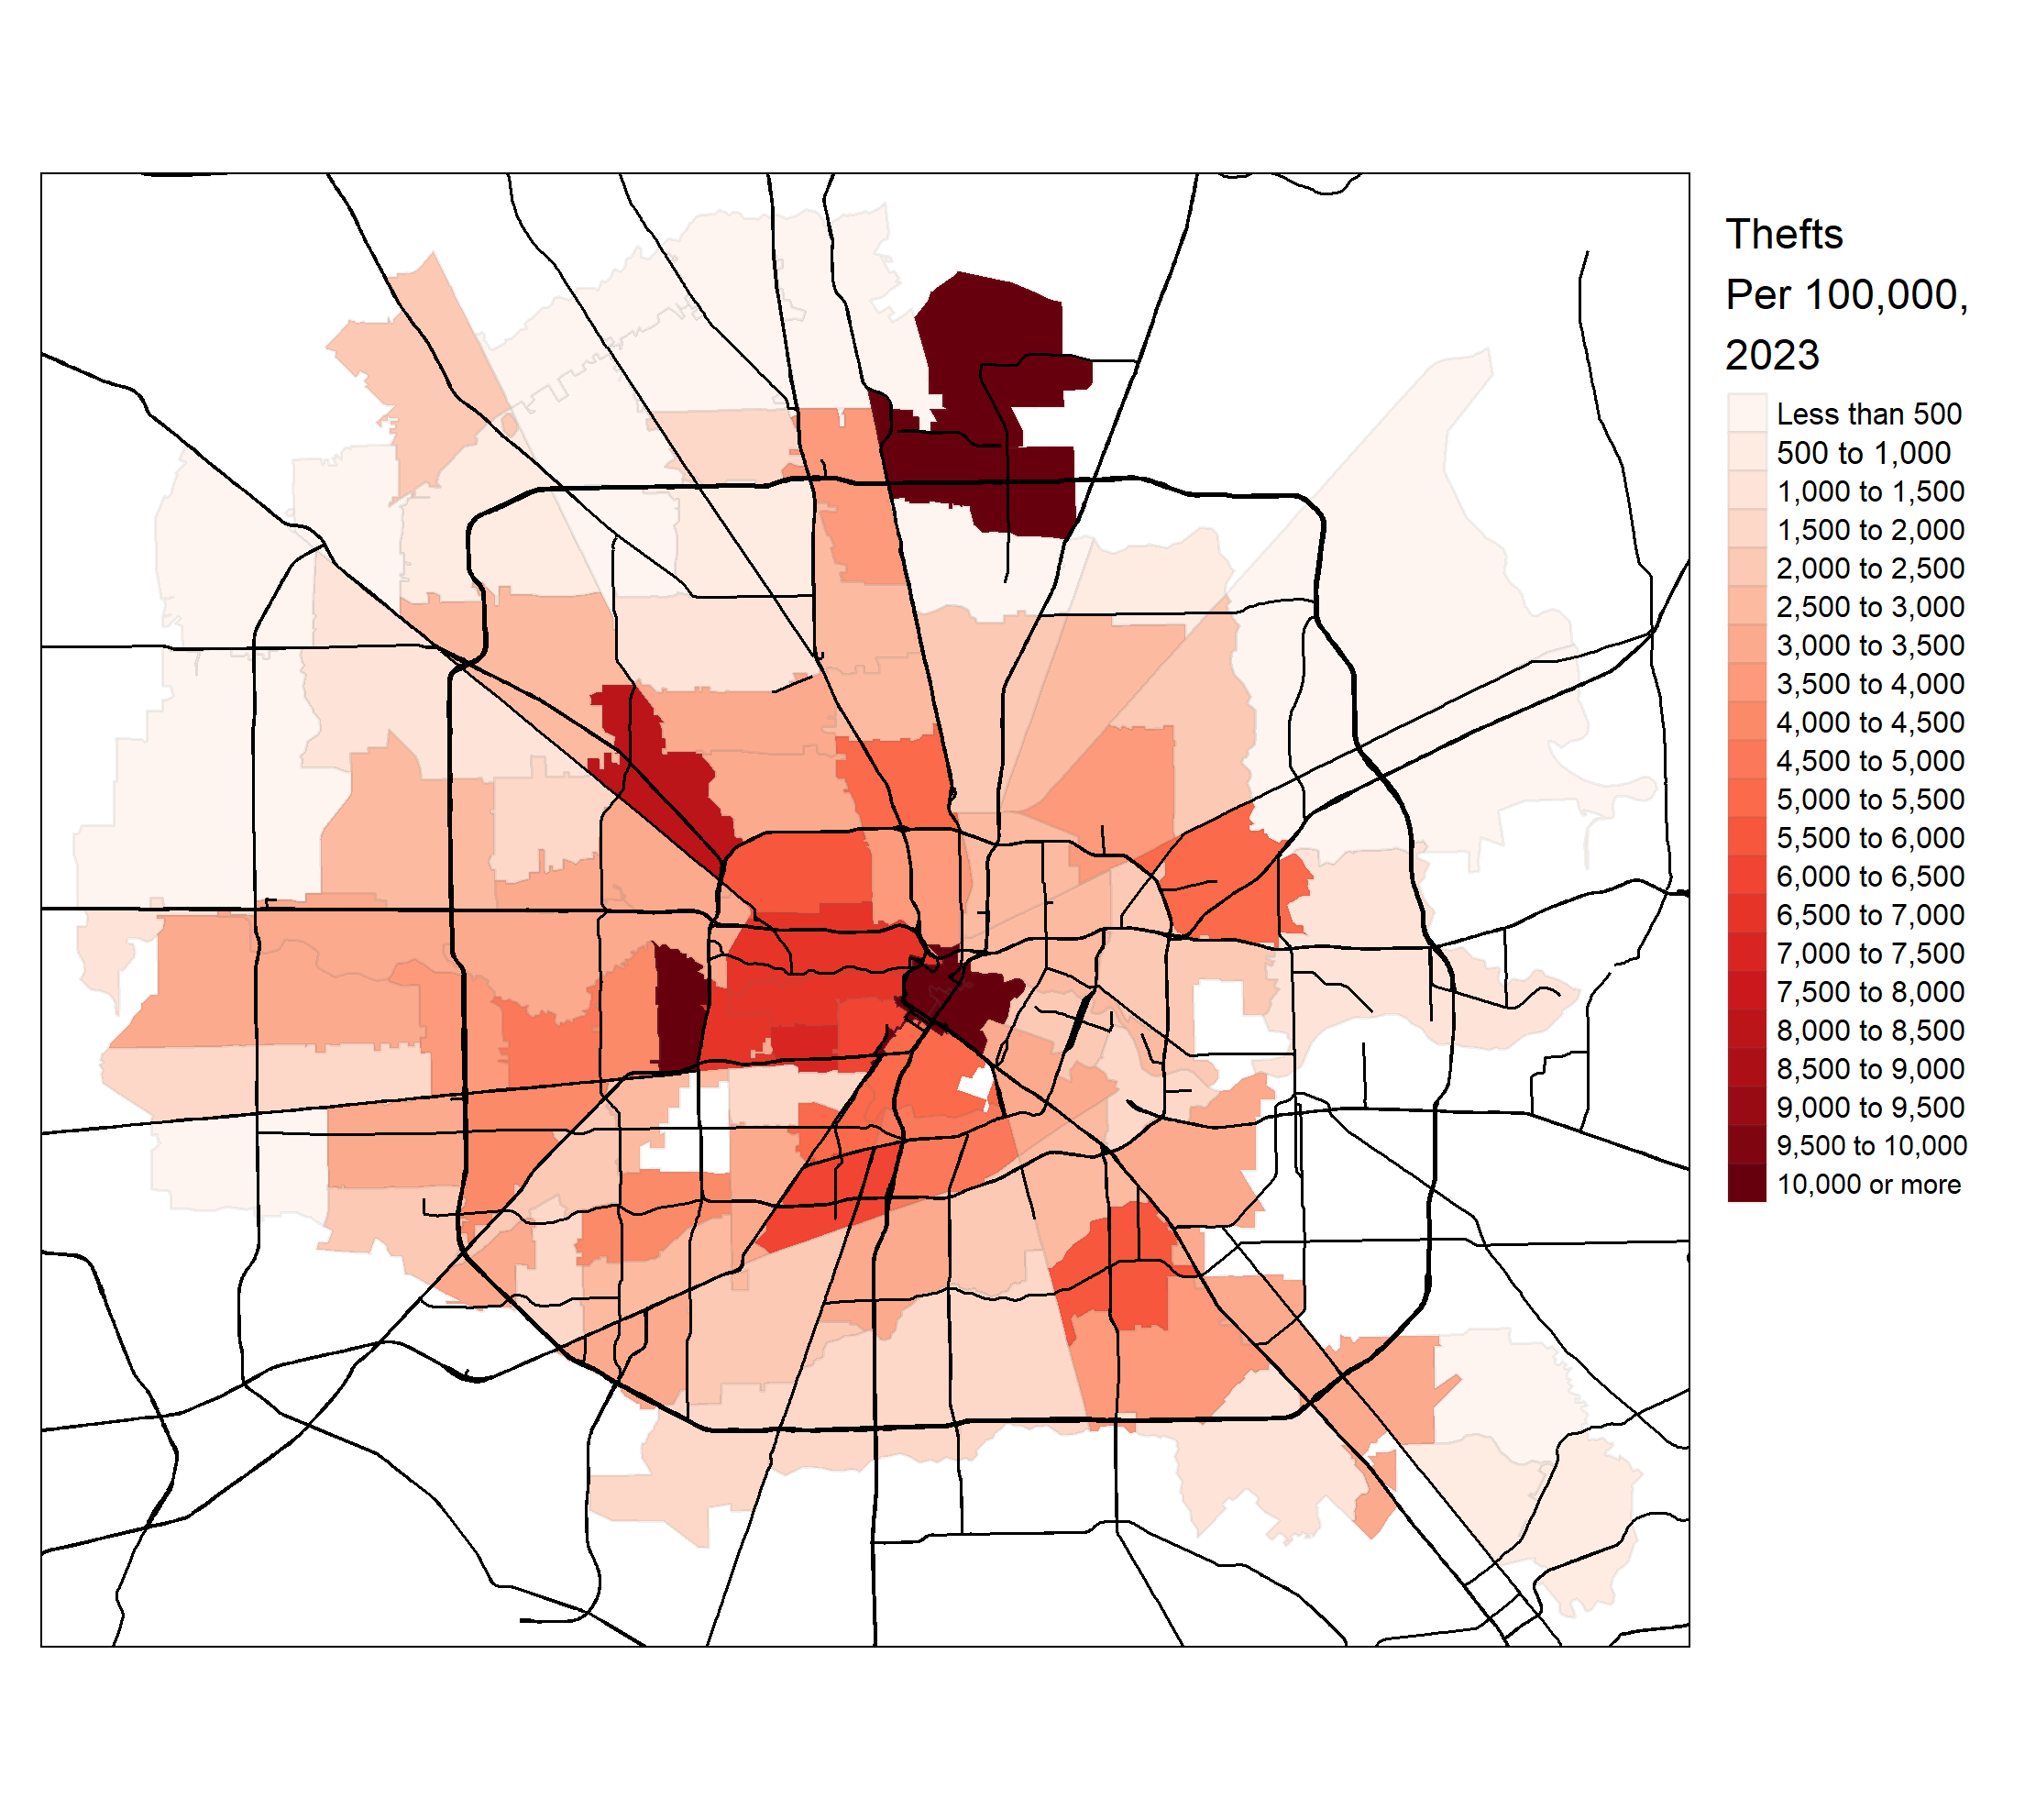 Thefts
Per 100,000,
2023
Less than 500
500 to 1,000
1,000 to 1,500
1,500 to 2,000
2,000 to 2,500
2,500 to 3,000
3,000 to 3,500
3,500 to 4,000
4,000 to 4,500
4,500 to 5,000
5,000 to 5,500
5,500 to 6,000
6,000 to 6,500
6,500 to 7,000
7,000 to 7,500
7,500 to 8,000
8,000 to 8,500
8,500 to 9,000
9,000 to 9,500
9,500 to 10,000
10,000 or more